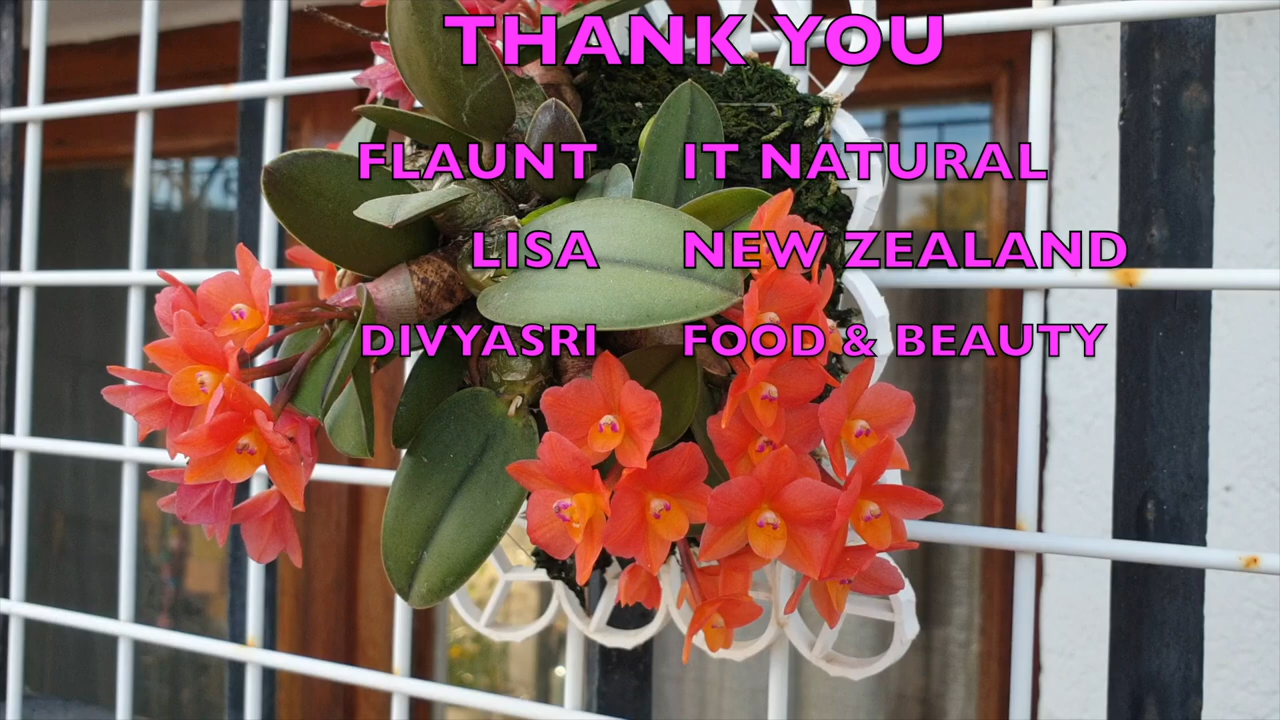 THANK YOU
FLAUNT IT NATURAL
LISA NEW ZEALAND
DIVYASRI FOOD & BEAUTY